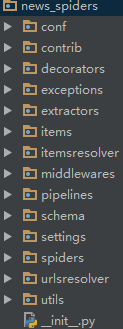 news_spiders
conf
contrib
decorators
exceptions
extractors
items
itemsresolver
middlewares
pipelines
schema
settings
spiders
urlsresolver
utils
__init__.py